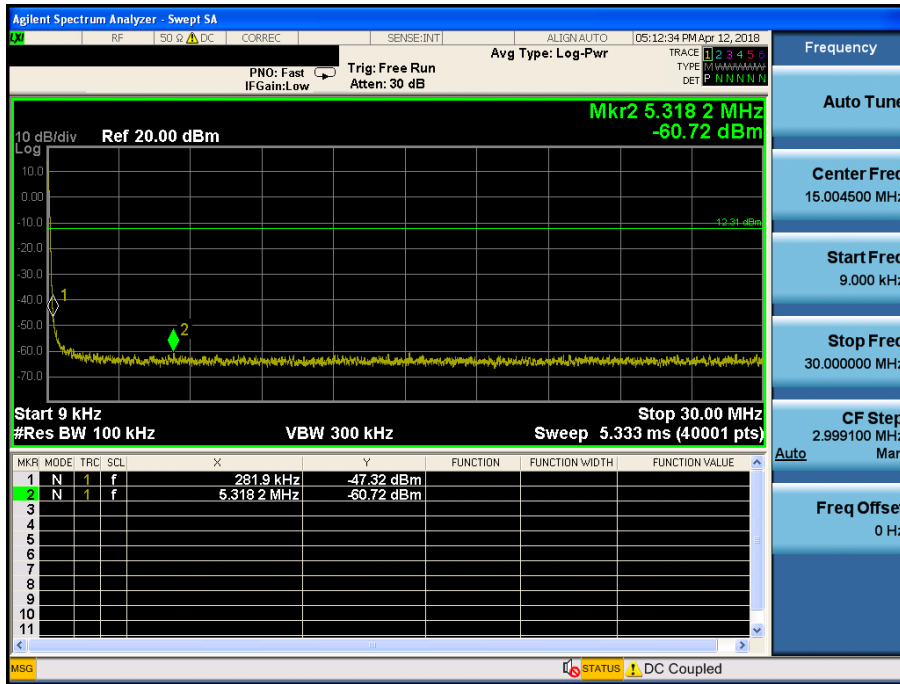 Agilent Spectrum Analyzer - Swept SA
LXI RF 50 Ω DC CORREC SENSE:INT ALIGN AUTO 05:12:34 PM Apr 12, 2018
Avg Type: Log-Pwr TRACE 1 2 3 4 5 6
PNO: Fast Trig: Free Run TYPE M W W W W W
IFGain:Low Atten: 30 dB DET P N N N N N
Mkr2 5.318 2 MHz
-60.72 dBm
10 dB/div Ref 20.00 dBm
Log
10.0
0.00
-10.0
-12.31 dBm
-20.0
-30.0
-40.0
1
-50.0
2
-60.0
-70.0
Start 9 kHz Stop 30.00 MHz
#Res BW 100 kHz VBW 300 kHz Sweep 5.333 ms (40001 pts)
MKR MODE TRC SCL X Y FUNCTION FUNCTION WIDTH FUNCTION VALUE
1 N 1 f 281.9 kHz -47.32 dBm
2 N 1 f 5.318 2 MHz -60.72 dBm
3
4
5
6
7
8
9
10
11
MSG STATUS DC Coupled
Frequency
Auto Tune
Center Freq
15.004500 MHz
Start Freq
9.000 kHz
Stop Freq
30.000000 MHz
CF Step
2.999100 MHz
Auto Man
Freq Offset
0 Hz